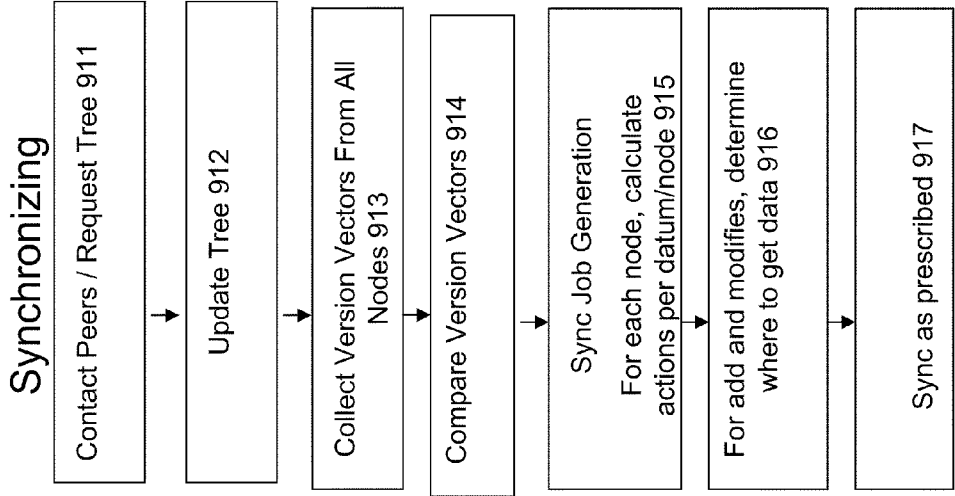 Synchronizing
Contact Peers / Request Tree 911
Update Tree 912
Collect Version Vectors From All
Nodes 913
Compare Version Vectors 914
Sync Job Generation
For each node, calculate
actions per datum/node 915
For add and modifies, determine
where to get data 916
Sync as prescribed 917